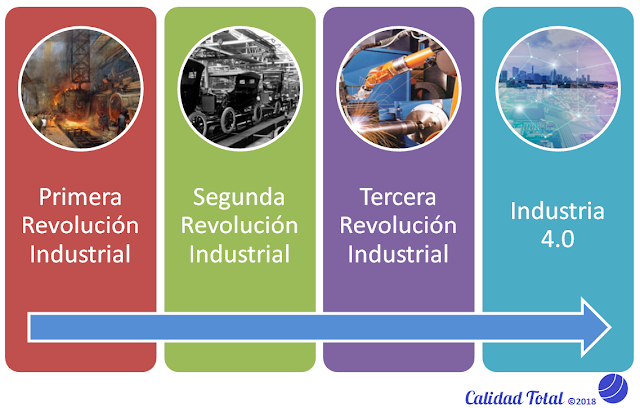 Primera
Revolución
Industrial
Segunda
Revolución
Industrial
Tercera
Revolución
Industrial
Industria
4.0
Calidad Total ©2018